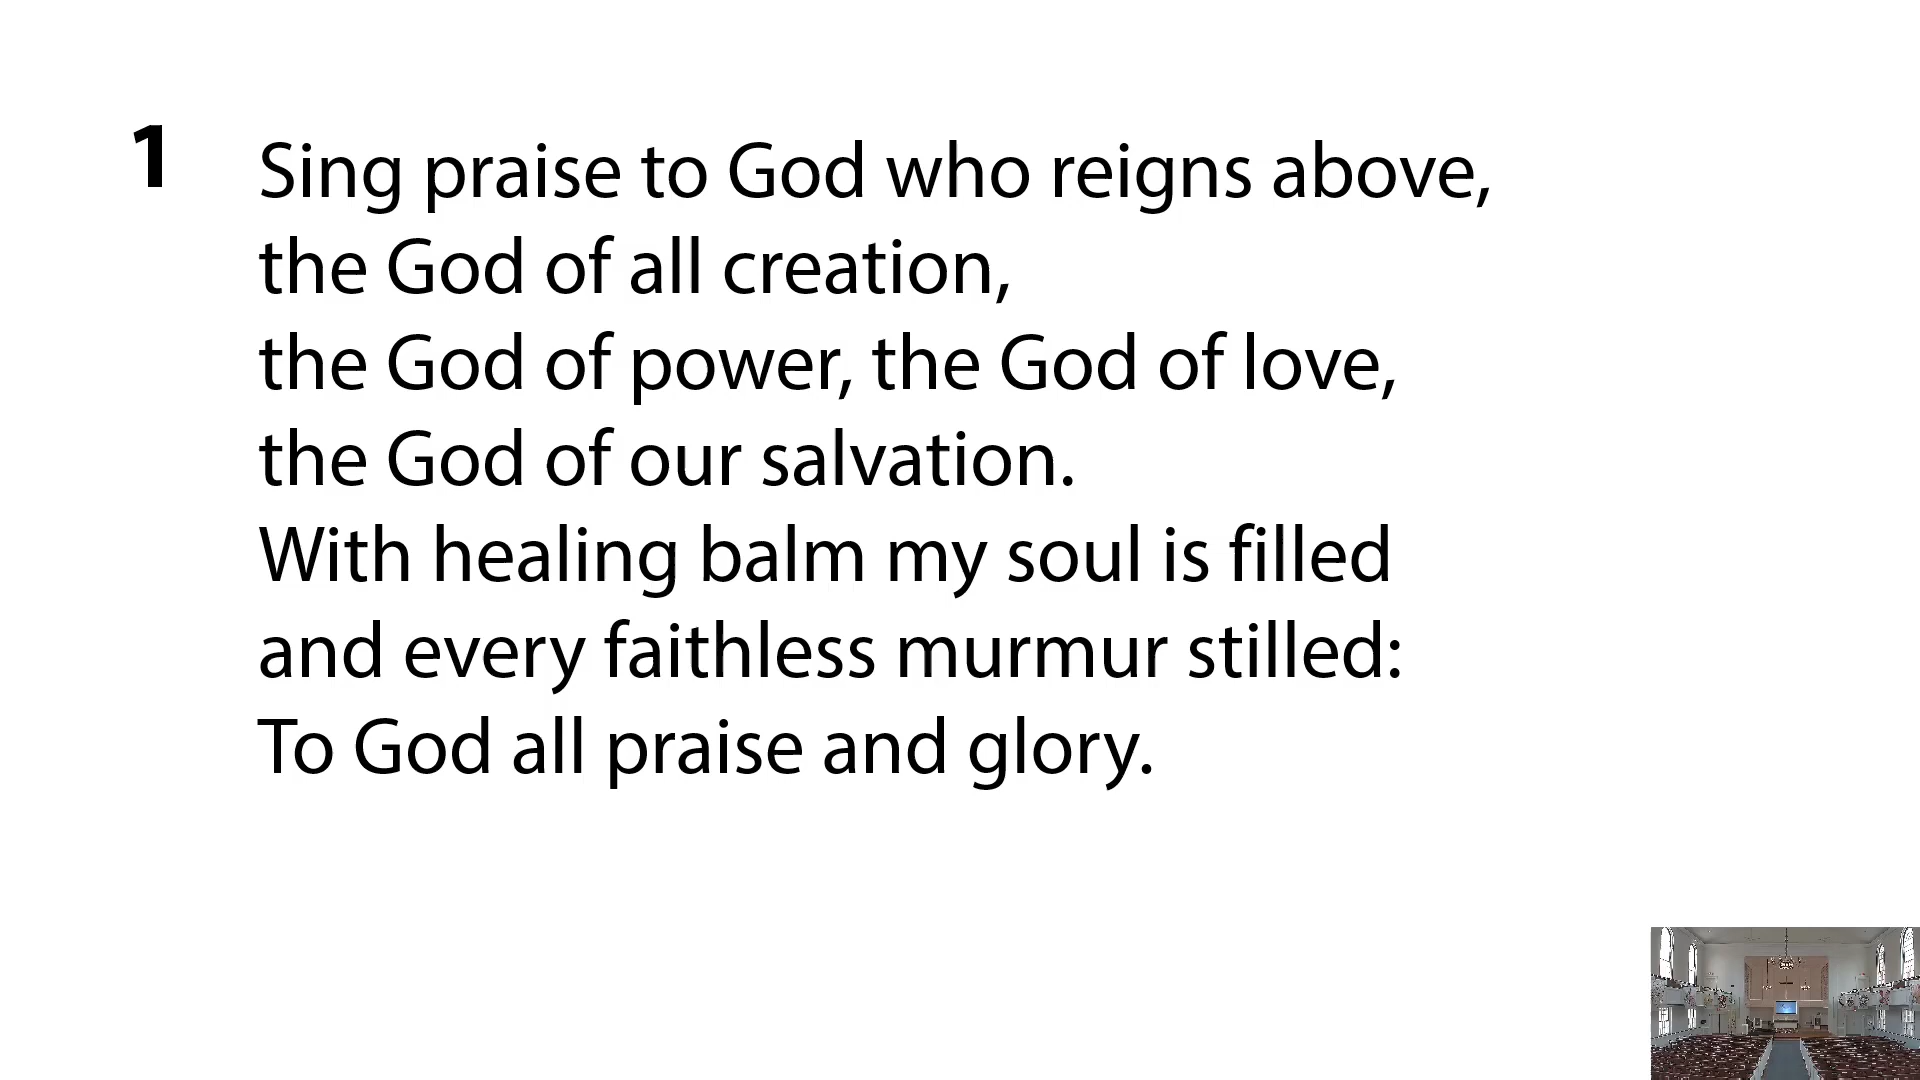 1
Sing praise to God who reigns above,
the God of all creation,
the God of power, the God of love,
the God of our salvation.
With healing balm my soul is filled
and every faithless murmur stilled:
To God all praise and glory.